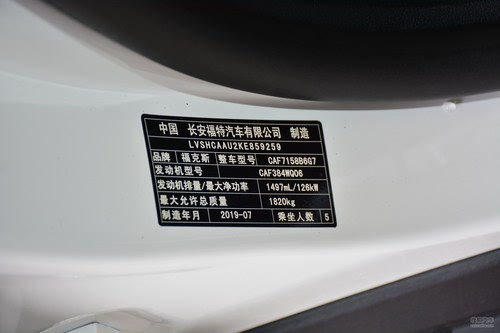 中国 长安福特汽车有限公司 制造
LVSHCAAU2KE859259
品牌 福克斯 整车型号 CAF7158B6G7
发动机型号 CAF384WQ06
发动机排量/最大净功率 1497mL/126kW
最大允许总质量 1820kg
制造年月 2019-07 乘坐人数 5